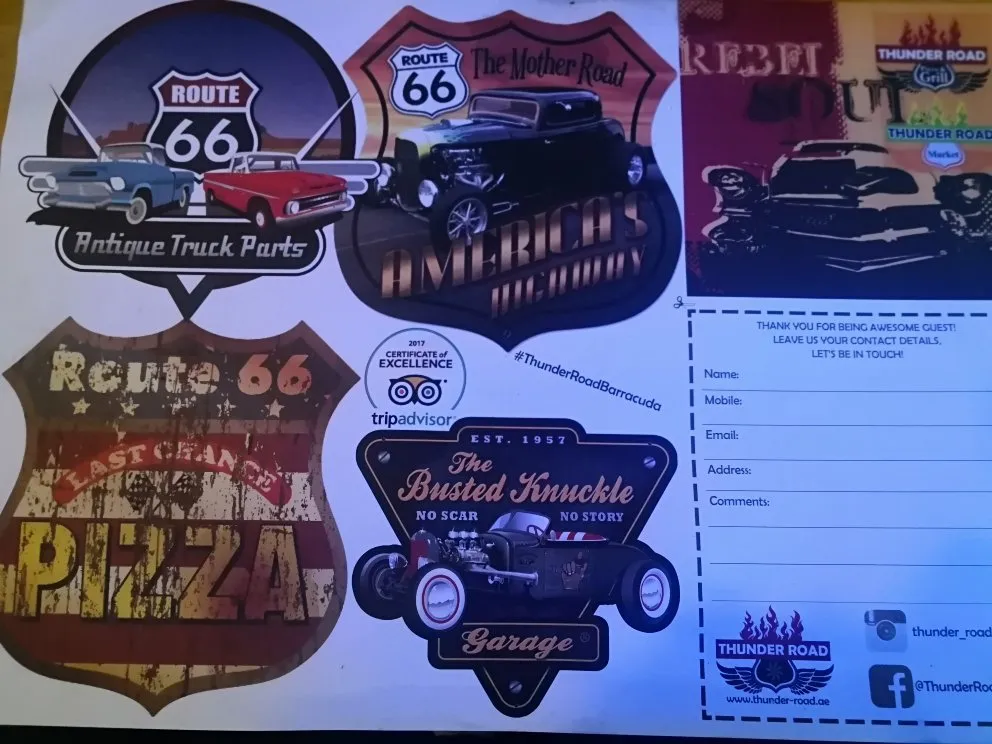 ROUTE
66
Antique Truck Parts
ROUTE
66
The Mother Road
AMERICA'S
HIGHWAY
REBEL
THUNDER ROAD
Grill
THUNDER ROAD
Market
Route 66
LAST CHANCE
PIZZA
2017
CERTIFICATE of
EXCELLENCE
tripadvisor
#ThunderRoadBarracuda
EST. 1957
The
Busted Knuckle
NO SCAR NO STORY
Garage
THANK YOU FOR BEING AWESOME GUEST!
LEAVE US YOUR CONTACT DETAILS,
LET'S BE IN TOUCH!
Name:
Mobile:
Email:
Address:
Comments:
THUNDER ROAD
www.thunder-road.ae
thunder_road
@ThunderRoa